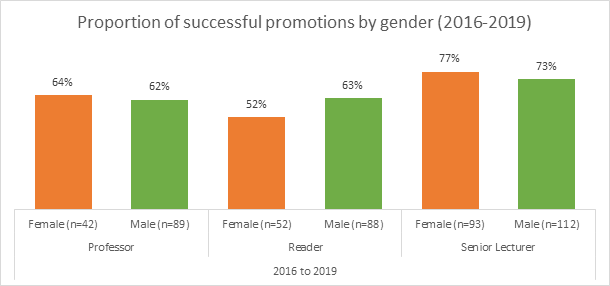 Proportion of successful promotions by gender (2016-2019)
64%
62%
52%
63%
77%
73%
Female (n=42)
Male (n=89)
Female (n=52)
Male (n=88)
Female (n=93)
Male (n=112)
Professor
Reader
Senior Lecturer
2016 to 2019